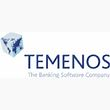 TEMENOS
The Banking Software Company